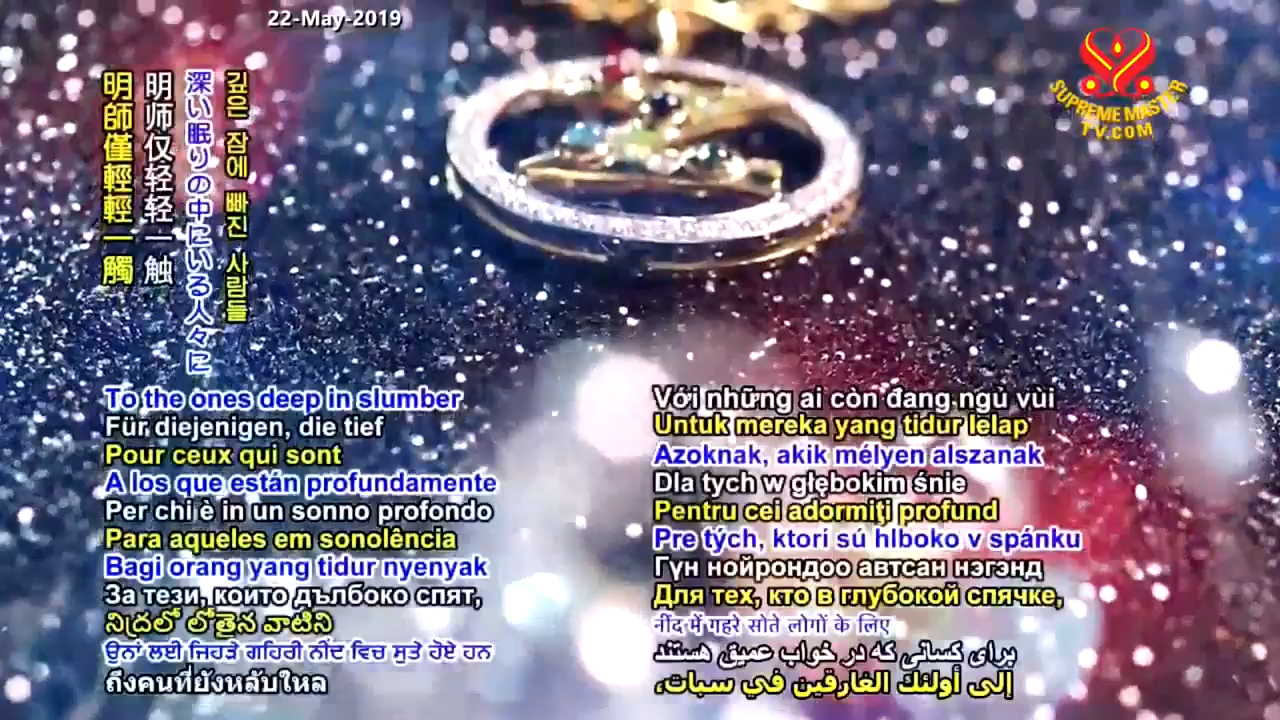 22-May-2019
SUPREME MASTER
TV.COM
明師僅輕輕一觸
明师仅轻轻一触
深い眠りの中にいる人々に
깊은 잠에 빠진 사람들
To the ones deep in slumber
Für diejenigen, die tief
Pour ceux qui sont
A los que están profundamente
Per chi è in un sonno profondo
Para aqueles em sonolência
Bagi orang yang tidur nyenyak
За тези, които дълбоко спят,
నిద్రలో లోతైన వాటిని
ਉਨਾਂ ਲਈ ਜਿਹੜੇ ਗਹਿਰੀ ਨੀਂਦ ਵਿਚ ਸੁਤੇ ਹੋਏ ਹਨ
ถึงคนที่ยังหลับใหล
Với những ai còn đang ngủ vùi
Untuk mereka yang tidur lelap
Azoknak, akik mélyen alszanak
Dla tych w głębokim śnie
Pentru cei adormiţi profund
Pre tých, ktorí sú hlboko v spánku
Гүн нойрондоо автсан нэгэнд
Для тех, кто в глубокой спячке,
नींद में गहरे सोते लोगों के लिए
برای کسانی که در خواب عمیق هستند
إلى أولئك الغارقين في سبات،